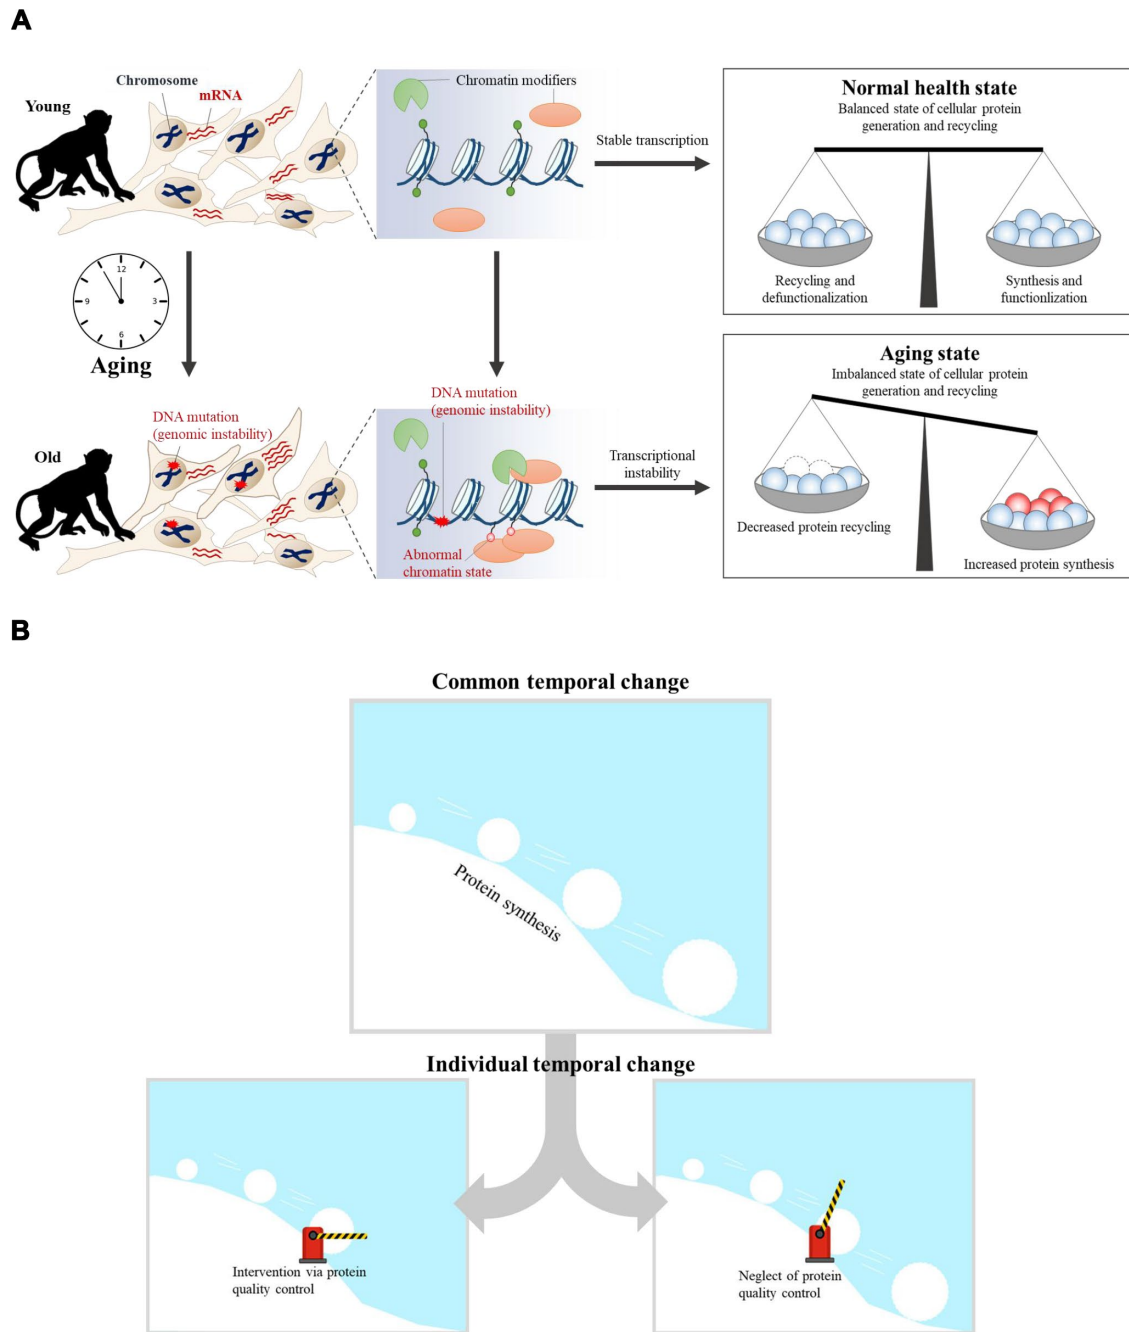 A
Young
Chromosome
mRNA
Chromatin modifiers
Stable transcription
Normal health state
Balanced state of cellular protein
generation and recycling
Recycling and
defunctionalization
Synthesis and
functionlization
12
3
6
9
Aging
Old
DNA mutation
(genomic instability)
DNA mutation
(genomic instability)
Abnormal
chromatin state
Transcriptional
instability
Aging state
Imbalanced state of cellular protein
generation and recycling
Decreased protein recycling
Increased protein synthesis
B
Common temporal change
Protein synthesis
Individual temporal change
Intervention via protein
quality control
Neglect of protein
quality control